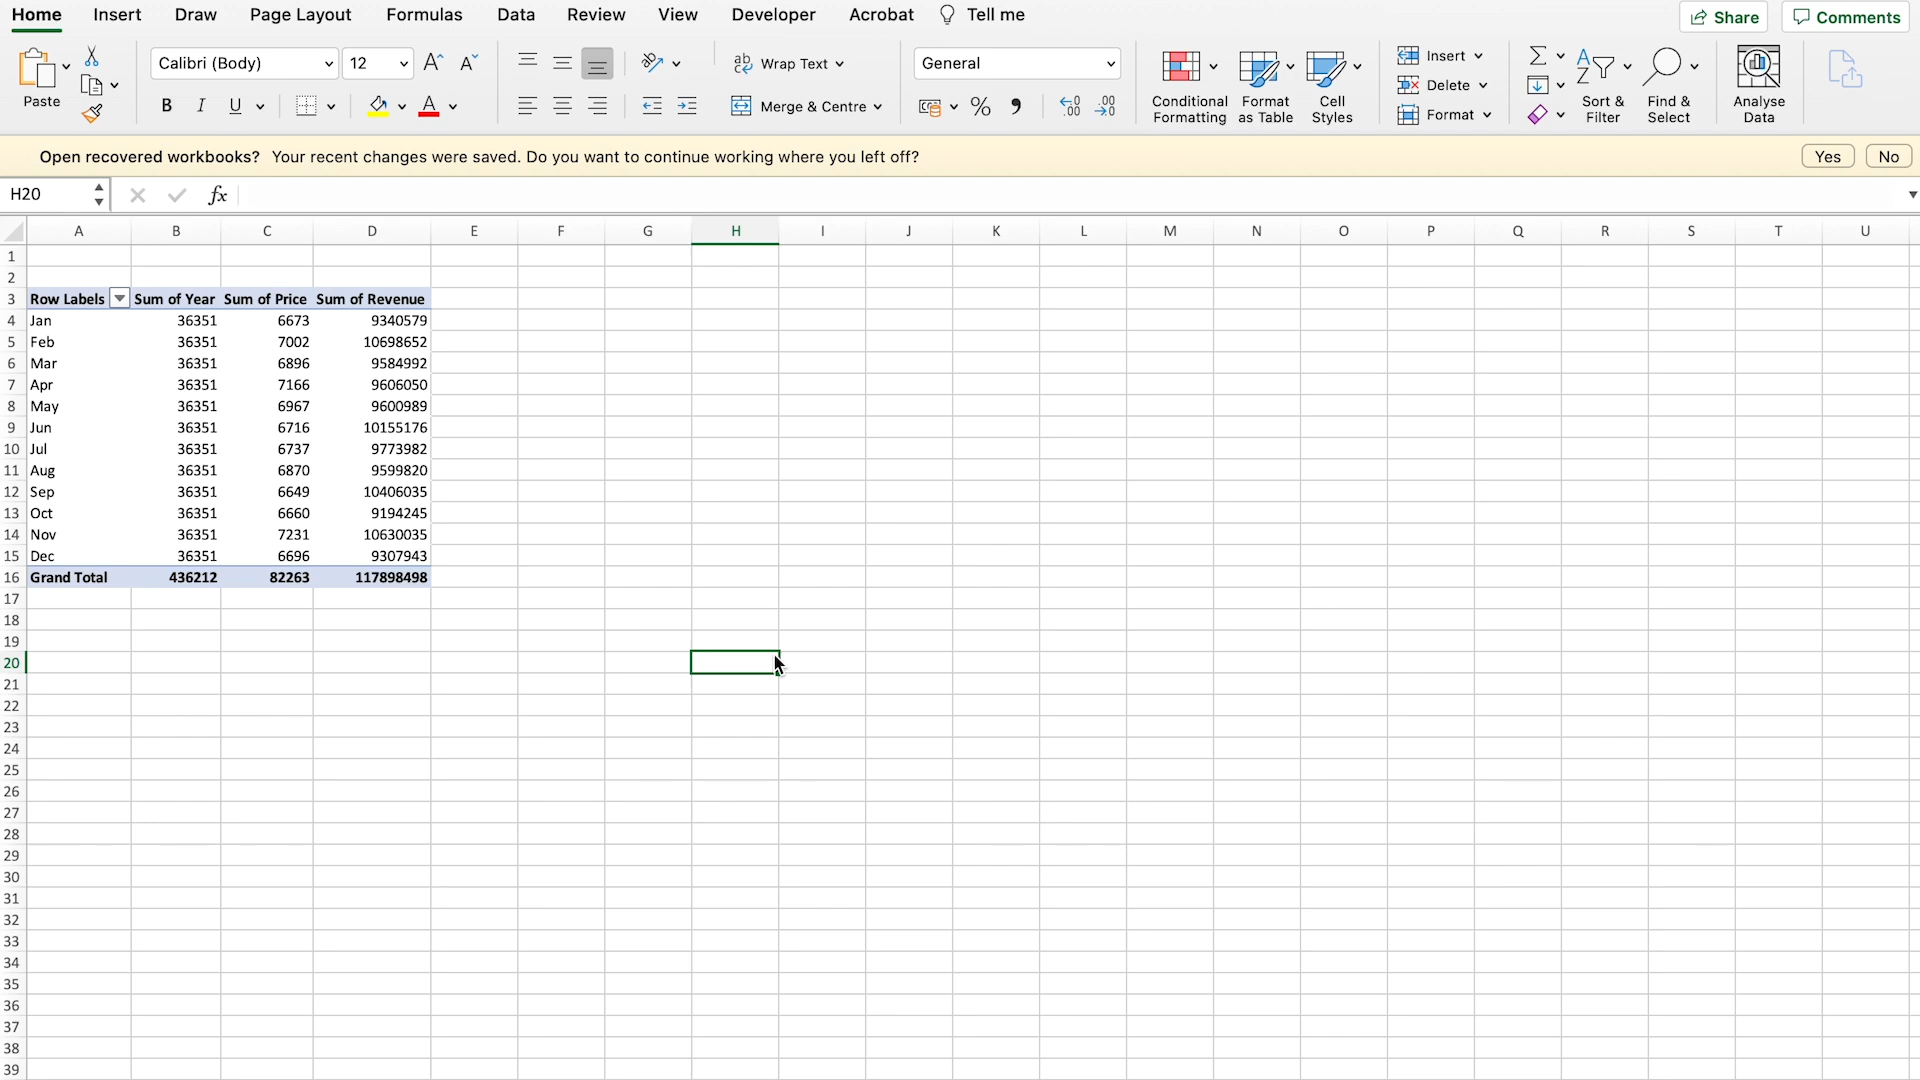 Home Insert Draw Page Layout Formulas Data Review View Developer Acrobat Tell me Share Comments
Paste Calibri (Body) 12 A A Wrap Text General Conditional Formatting Format as Table Cell Styles Insert Sort & Filter Find & Select Analyse Data
B I U A Merge & Centre % Delete
Format
Open recovered workbooks? Your recent changes were saved. Do you want to continue working where you left off? Yes No
H20 fx
A B C D E F G H I J K L M N O P Q R S T U
1
2
3 Row Labels Sum of Year Sum of Price Sum of Revenue
4 Jan 36351 6673 9340579
5 Feb 36351 7002 10698652
6 Mar 36351 6896 9584992
7 Apr 36351 7166 9606050
8 May 36351 6967 9600989
9 Jun 36351 6716 10155176
10 Jul 36351 6737 9773982
11 Aug 36351 6870 9599820
12 Sep 36351 6649 10406035
13 Oct 36351 6660 9194245
14 Nov 36351 7231 10630035
15 Dec 36351 6696 9307943
16 Grand Total 436212 82263 117898498
17
18
19
20
21
22
23
24
25
26
27
28
29
30
31
32
33
34
35
36
37
38
39